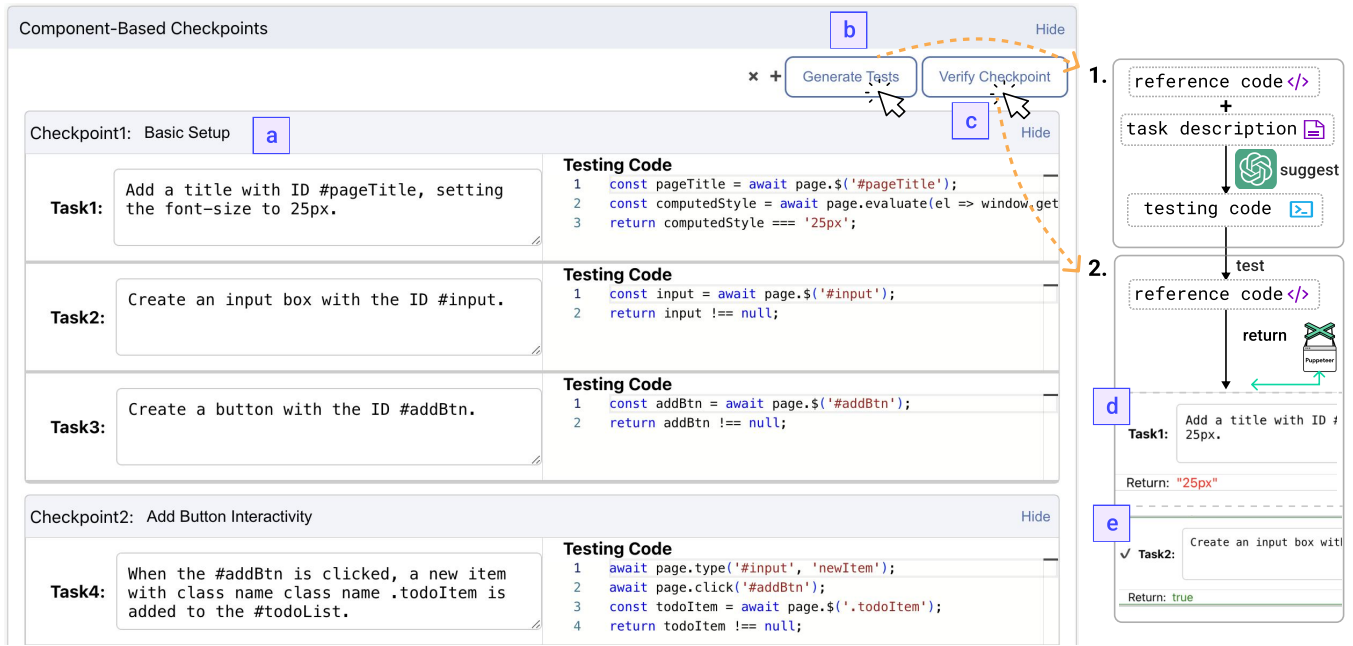 Component-Based Checkpoints
Hide
b
× + Generate Tests Verify Checkpoint
c
Checkpoint1: Basic Setup
a
Hide
Task1:
Add a title with ID #pageTitle, setting
the font-size to 25px.
Testing Code
1 const pageTitle = await page.$('#pageTitle');
2 const computedStyle = await page.evaluate(el => window.get
3 return computedStyle === '25px';
Task2:
Create an input box with the ID #input.
Testing Code
1 const input = await page.$('#input');
2 return input !== null;
Task3:
Create a button with the ID #addBtn.
Testing Code
1 const addBtn = await page.$('#addBtn');
2 return addBtn !== null;
Checkpoint2: Add Button Interactivity
Hide
Task4:
When the #addBtn is clicked, a new item
with class name class name .todoItem is
added to the #todoList.
Testing Code
1 await page.type('#input', 'newItem');
2 await page.click('#addBtn');
3 const todoItem = await page.$('.todoItem');
4 return todoItem !== null;
1.
reference code </>
+
task description
suggest
testing code
2.
test
reference code </>
return
Puppeteer
d
Task1:
Add a title with ID #
25px.
Return: "25px"
e
✓ Task2:
Create an input box with
Return: true